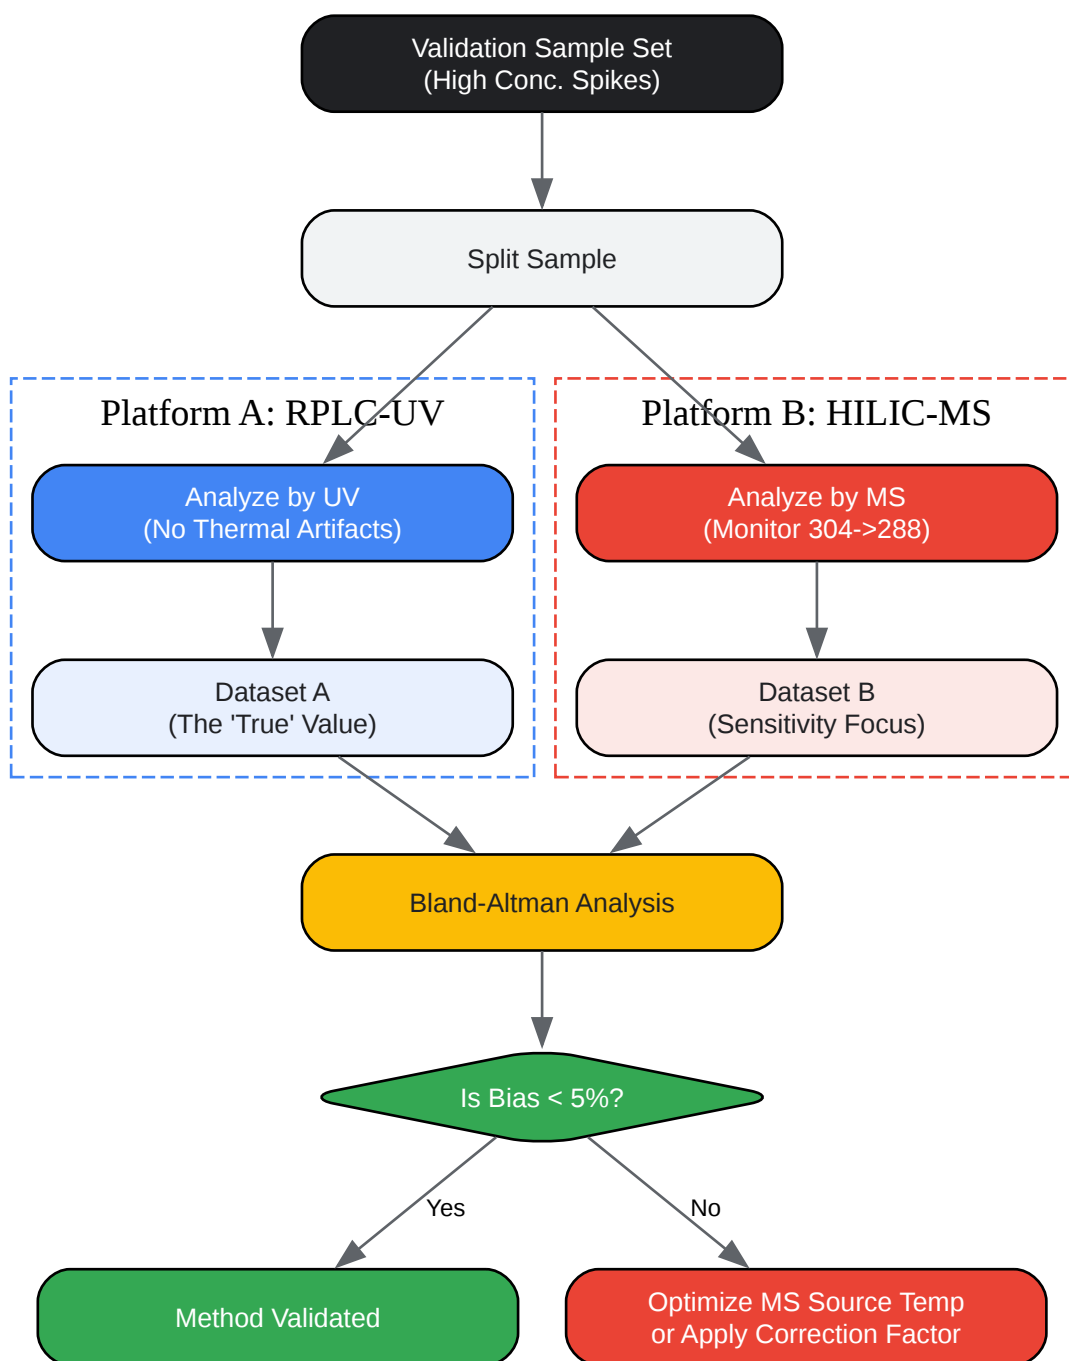 Validation Sample Set
(High Conc. Spikes)
Split Sample
Platform A: RPLC-UV
Platform B: HILIC-MS
Analyze by UV
(No Thermal Artifacts)
Analyze by MS
(Monitor 304->288)
Dataset A
(The 'True' Value)
Dataset B
(Sensitivity Focus)
Bland-Altman Analysis
Is Bias < 5%?
Yes
No
Method Validated
Optimize MS Source Temp
or Apply Correction Factor